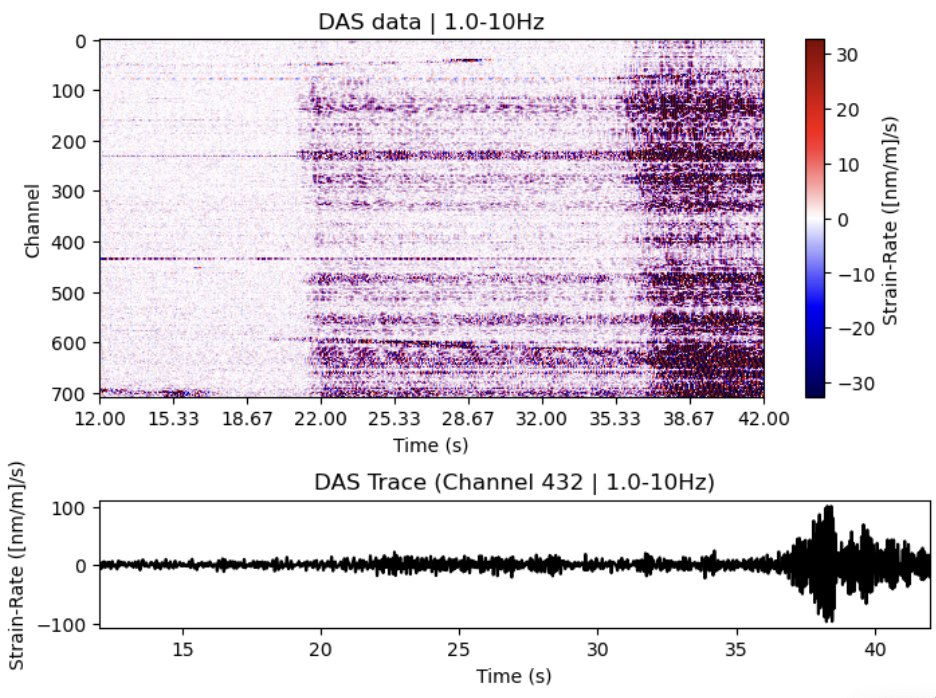 DAS data | 1.0-10Hz
Channel
0
100
200
300
400
500
600
700
12.00 15.33 18.67 22.00 25.33 28.67 32.00 35.33 38.67 42.00
Time (s)
30
20
10
0
−10
−20
−30
Strain-Rate ([nm/m]/s)
DAS Trace (Channel 432 | 1.0-10Hz)
Strain-Rate ([nm/m]/s)
100
0
−100
15 20 25 30 35 40
Time (s)